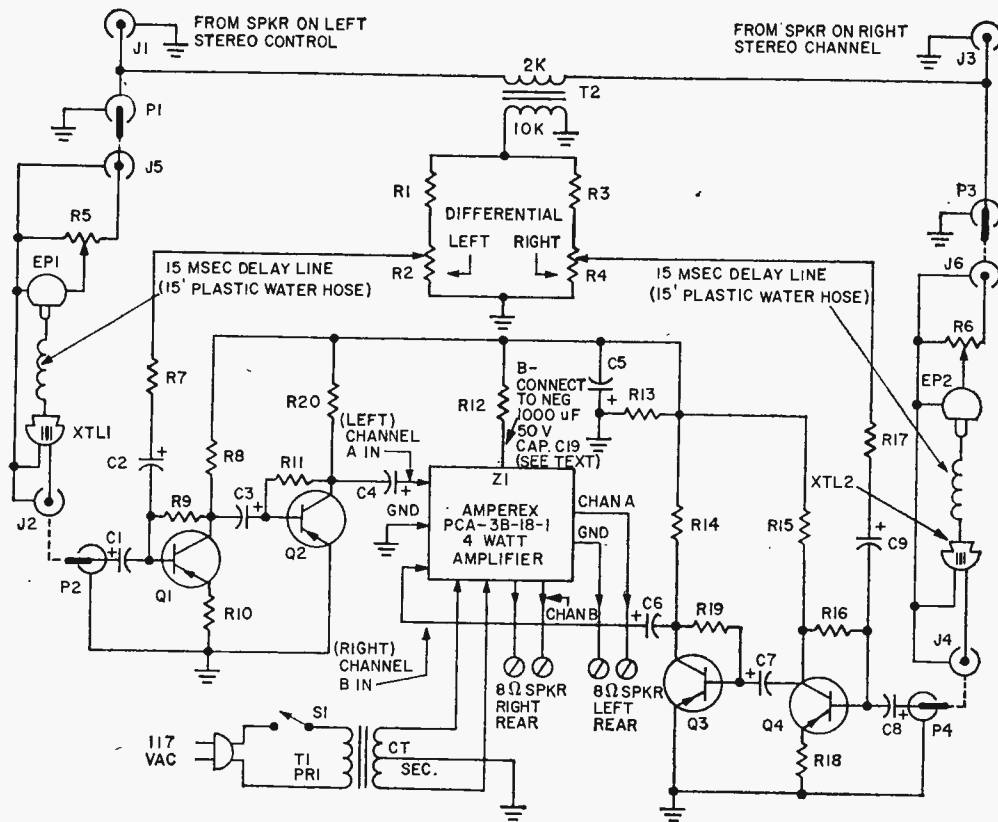 J1
FROM SPKR ON LEFT
STEREO CONTROL
FROM SPKR ON RIGHT
STEREO CHANNEL
J3
2K
T2
10K
P1
J5
R5
EP1
R1
R3
DIFFERENTIAL
LEFT
RIGHT
R2
R4
15 MSEC DELAY LINE
(15' PLASTIC WATER HOSE)
15 MSEC DELAY LINE
(15' PLASTIC WATER HOSE)
P3
J6
R6
EP2
XTL1
R7
C2
R8
R20
R11
R9
C3
(LEFT)
CHANNEL
A IN
C4
R12
B-
CONNECT
TO NEG
1000 uF
50 V
CAP. C19
(SEE TEXT)
C5
R13
R17
XTL2
J2
C1
P2
Q1
R10
Q2
GND
Z1
AMPEREX
PCA-3B-18-1
4 WATT
AMPLIFIER
CHAN A
GND
CHAN B
R14
R15
C9
C6
R19
R16
J4
(RIGHT)
CHANNEL
B IN
8Ω SPKR
RIGHT
REAR
8Ω SPKR
LEFT
REAR
Q3
C7
Q4
C8
P4
R18
117
VAC
S1
T1
PRI
CT
SEC.
+
+
+
+
+
+
+
+
+